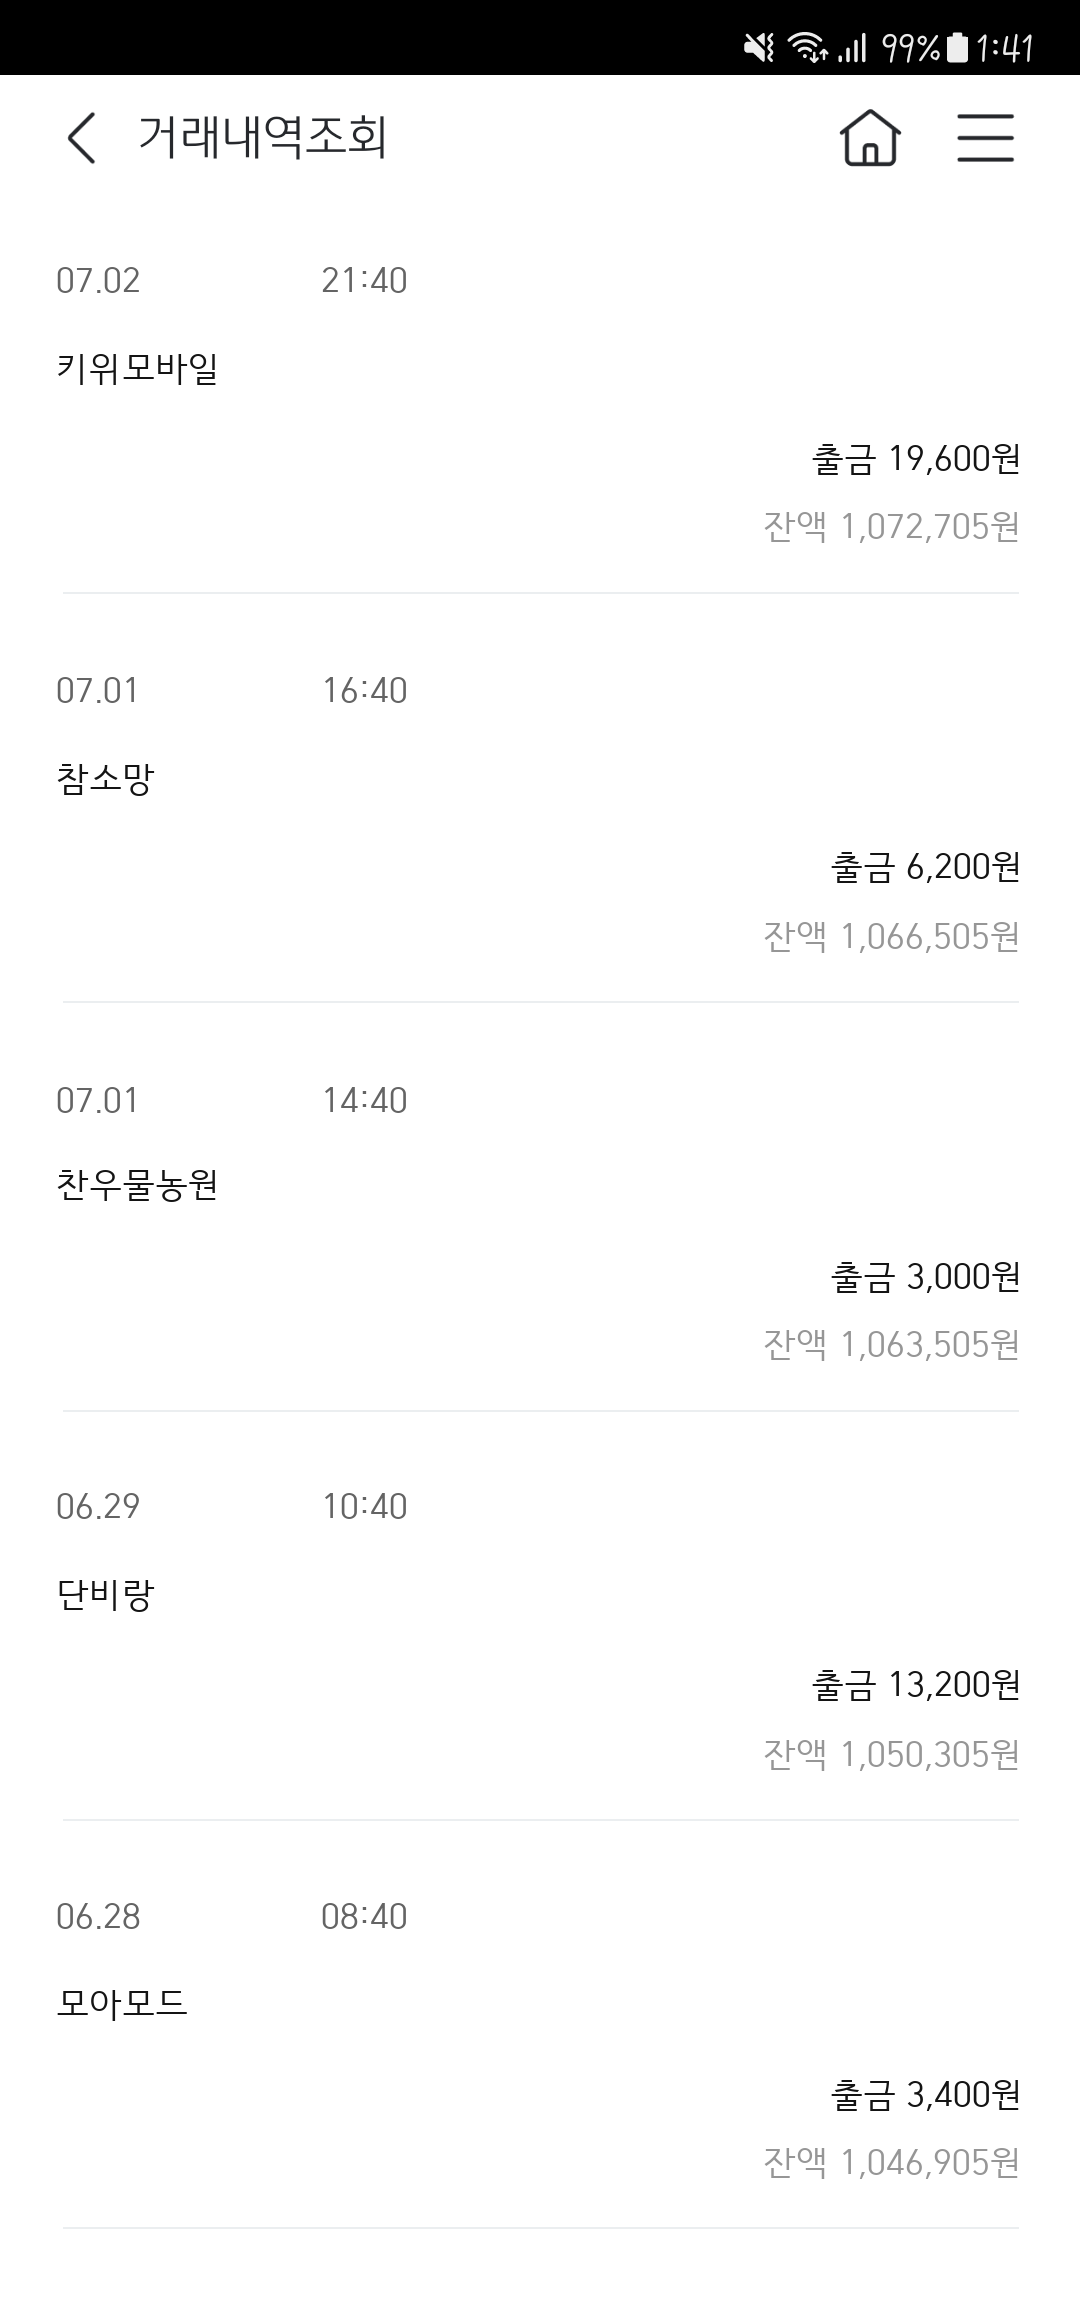 99% 1:41
거래내역조회
07.02 21:40
키위모바일
출금 19,600원
잔액 1,072,705원
07.01 16:40
참소망
출금 6,200원
잔액 1,066,505원
07.01 14:40
찬우물농원
출금 3,000원
잔액 1,063,505원
06.29 10:40
단비랑
출금 13,200원
잔액 1,050,305원
06.28 08:40
모아모드
출금 3,400원
잔액 1,046,905원